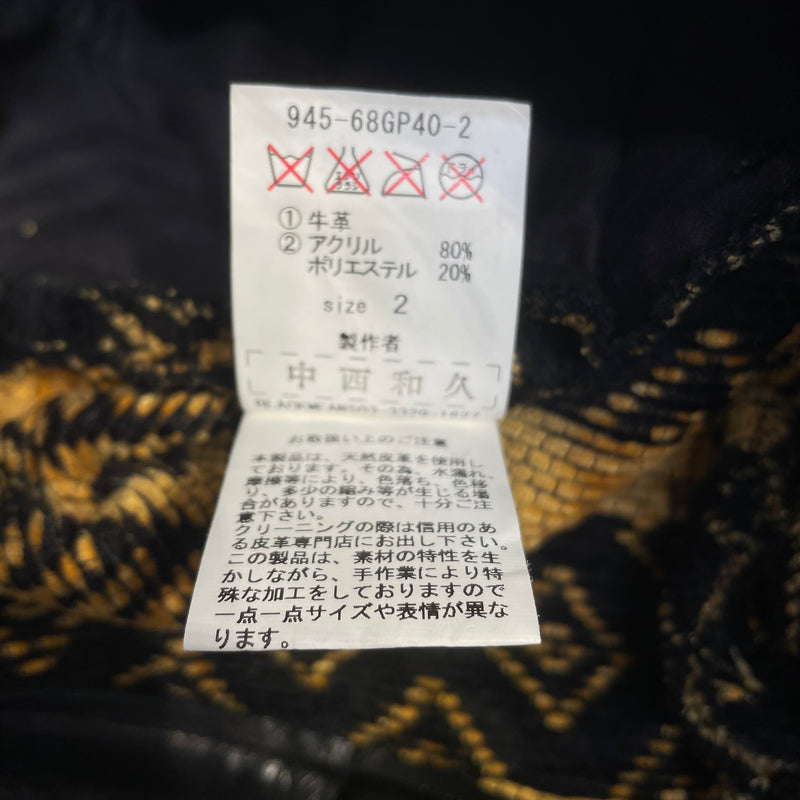 945-68GP40-2
エンソ
サラシ
① 牛革
② アクリル 80%
ポリエステル 20%
size 2
製作者
中西和久
お取扱い上のご注意
本製品は、天然皮革を使用し
ております。その為、水濡れ、
摩擦等により、色落ち、色移
り、多少の縮み等が生じる場
合がありますので、十分ご注
意下さい。
クリーニングの際は信用のあ
る皮革専門店にお出し下さい。
この製品は、素材の特性を生
かしながら、手作業により特
殊な加工をしておりますので
一点一点サイズや表情が異な
ります。